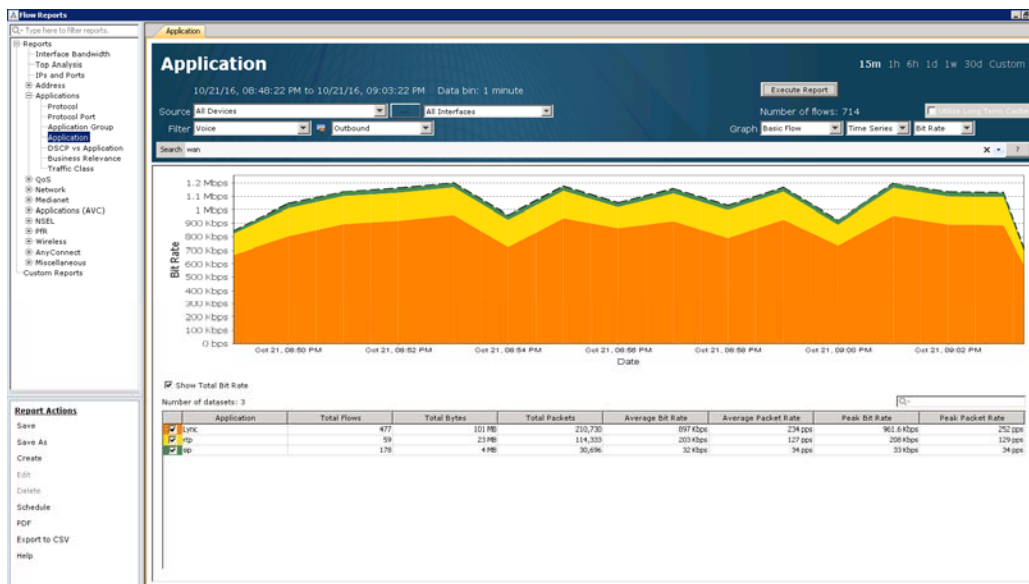 Flow Reports
Type here to filter reports.
Reports
Interface Bandwidth
Top Analysis
IPs and Ports
Address
Applications
Protocol
Protocol Port
Application Group
Application
DSCP vs Application
Business Relevance
Traffic Class
QoS
Network
Medianet
Applications (AVC)
NSEL
PfR
Wireless
AnyConnect
Miscellaneous
Custom Reports
Report Actions
Save
Save As
Create
Edit
Delete
Schedule
PDF
Export to CSV
Help
Application
Application
15m 1h 6h 1d 1w 30d Custom
10/21/16, 08:48:22 PM to 10/21/16, 09:03:22 PM Data bin: 1 minute
Execute Report
Source All Devices ... All Interfaces
Number of flows: 714
Utilize Long Term Cache
Filter Voice Outbound
Graph Basic Flow Time Series Bit Rate
Search wan
x ?
1.2 Mbps
1.1 Mbps
1 Mbps
900 Kbps
800 Kbps
700 Kbps
600 Kbps
500 Kbps
400 Kbps
300 Kbps
200 Kbps
100 Kbps
0 bps
Bit Rate
Oct 21, 08:50 PM Oct 21, 08:52 PM Oct 21, 08:54 PM Oct 21, 08:56 PM Oct 21, 08:58 PM Oct 21, 09:00 PM Oct 21, 09:02 PM
Date
Show Total Bit Rate
Number of datasets: 3
Application Total Flows Total Bytes Total Packets Average Bit Rate Average Packet Rate Peak Bit Rate Peak Packet Rate
Lync 477 101 MB 210,730 897 Kbps 234 pps 961.6 Kbps 252 pps
rtp 59 23 MB 114,333 203 Kbps 127 pps 208 Kbps 129 pps
sip 178 4 MB 30,696 32 Kbps 34 pps 33 Kbps 34 pps